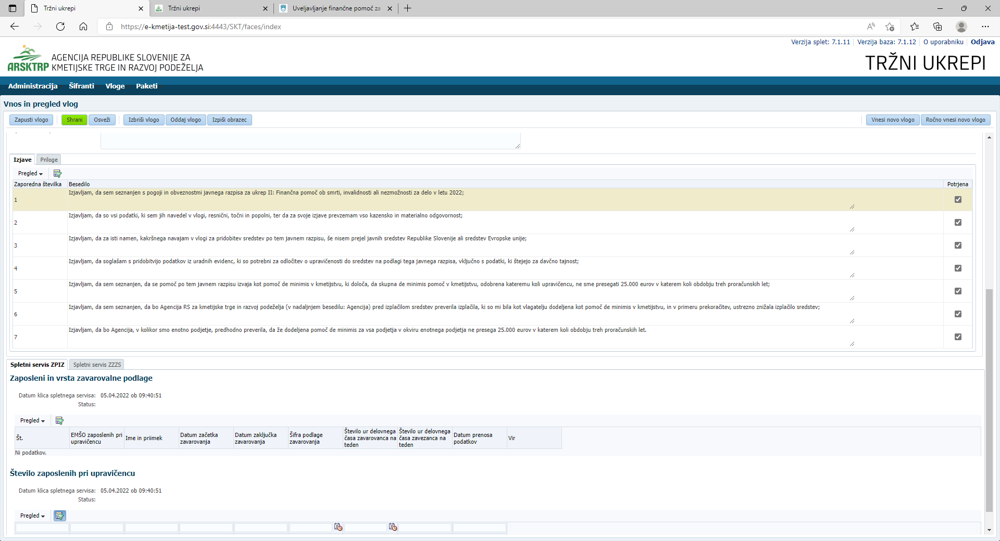 Tržni ukrepi
Tržni ukrepi
Uveljavljanje finančne pomoč za
https://e-kmetija-test.gov.si:4443/SKT/faces/index
Verzija splet: 7.1.11
Verzija baza: 7.1.12
O uporabniku
Odjava
ARSKTRP
AGENCIJA REPUBLIKE SLOVENIJE ZA
KMETIJSKE TRGE IN RAZVOJ PODEŽELJA
TRŽNI UKREPI
Administracija
Šifranti
Vloge
Paketi
Vnos in pregled vlog
Zapusti vlogo
Shrani
Osveži
Izbriši vlogo
Oddaj vlogo
Izpiši obrazec
Vnesi novo vlogo
Ročno vnesi novo vlogo
Izjave
Priloge
Pregled
Zaporedna številka
Besedilo
Potrjena
1
Izjavljam, da sem seznanjen s pogoji in obveznostmi javnega razpisa za ukrep II: Finančna pomoč ob smrti, invalidnosti ali nezmožnosti za delo v letu 2022;
2
Izjavljam, da so vsi podatki, ki sem jih navedel v vlogi, resnični, točni in popolni, ter da za svoje izjave prevzemam vso kazensko in materialno odgovornost;
3
Izjavljam, da za isti namen, kakršnega navajam v vlogi za pridobitev sredstev po tem javnem razpisu, še nisem prejel javnih sredstev Republike Slovenije ali sredstev Evropske unije;
4
Izjavljam, da soglašam s pridobitvijo podatkov iz uradnih evidenc, ki so potrebni za odločitev o upravičenosti do sredstev na podlagi tega javnega razpisa, vključno s podatki, ki štejejo za davčno tajnost;
5
Izjavljam, da sem seznanjen, da se pomoč po tem javnem razpisu izvaja kot pomoč de minimis v kmetijstvu, ki določa, da skupna de minimis pomoč v kmetijstvu, odobrena kateremu koli upravičencu, ne sme presegati 25.000 eurov v katerem koli obdobju treh proračunskih let;
6
Izjavljam, da sem seznanjen, da bo Agencija RS za kmetijske trge in razvoj podeželja (v nadaljnjem besedilu: Agencija) pred izplačilom sredstev preverila izplačila, ki so mi bila kot vlagatelju dodeljena kot pomoč de minimis v kmetijstvu, in v primeru prekoračitev, ustrezno znižala izplačilo sredstev;
7
Izjavljam, da bo Agencija, v kolikor smo enotno podjetje, predhodno preverila, da že dodeljena pomoč de minimis za vsa podjetja v okviru enotnega podjetja ne presega 25.000 eurov v katerem koli obdobju treh proračunskih let.
Spletni servis ZPIZ
Spletni servis ZZZS
Zaposleni in vrsta zavarovalne podlage
Datum klica spletnega servisa: 05.04.2022 ob 09:40:51
Status:
Pregled
Št.
EMŠO zaposlenih pri
upravičencu
Ime in priimek
Datum začetka
zavarovanja
Datum zaključka
zavarovanja
Šifra podlage
zavarovanja
Število ur delovnega
časa zavarovanca na
teden
Število ur delovnega
časa zavezanca na
teden
Datum prenosa
podatkov
Vir
Ni podatkov.
Število zaposlenih pri upravičencu
Datum klica spletnega servisa: 05.04.2022 ob 09:40:51
Status:
Pregled